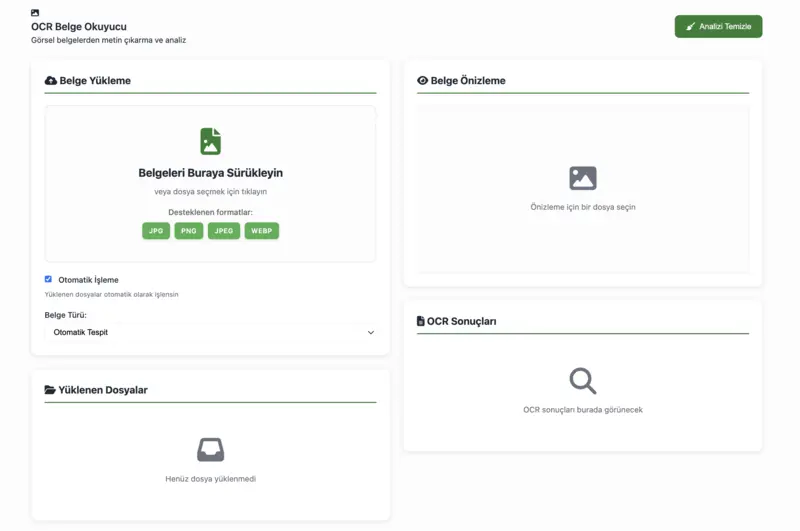 OCR Belge Okuyucu
Görsel belgelerden metin çıkarma ve analiz
Analizi Temizle
Belge Yükleme
Belgeleri Buraya Sürükleyin
veya dosya seçmek için tıklayın
Desteklenen formatlar:
JPG PNG JPEG WEBP
Otomatik İşleme
Yüklenen dosyalar otomatik olarak işlensin
Belge Türü:
Otomatik Tespit
Yüklenen Dosyalar
Henüz dosya yüklenmedi
Belge Önizleme
Önizleme için bir dosya seçin
OCR Sonuçları
OCR sonuçları burada görünecek